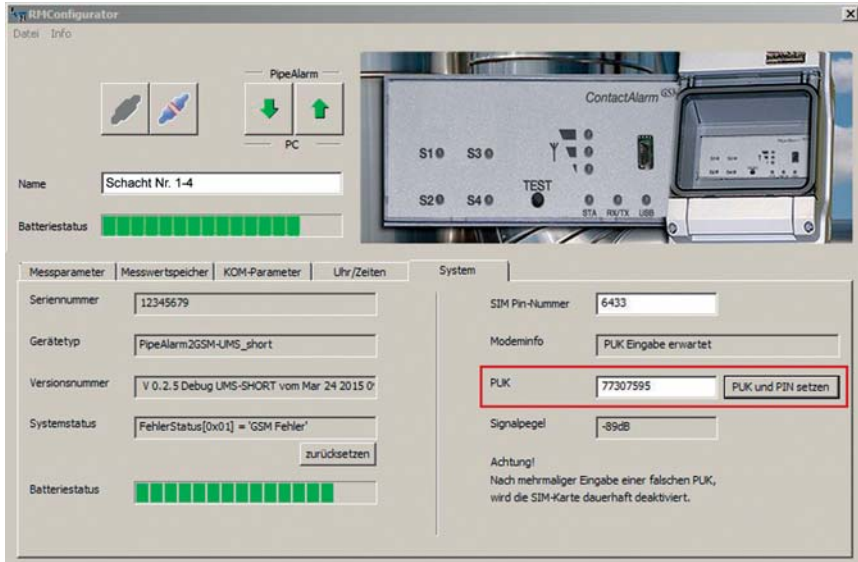 RMConfigurator
Datei Info
PipeAlarm
PC
Name
Schacht Nr. 1-4
Batteriestatus
ContactAlarm GSM
S1 S3
TEST
S2 S4
STA RX/TX USB
Messparameter Messwertspeicher KOM-Parameter Uhr/Zeiten System
Seriennummer 12345679
Gerätetyp PipeAlarm2GSM-UMS_short
Versionsnummer V 0.2.5 Debug UMS-SHORT vom Mar 24 2015
Systemstatus FehlerStatus[0x01] = 'GSM Fehler'
zurücksetzen
Batteriestatus
SIM Pin-Nummer 6433
Modeminfo PUK Eingabe erwartet
PUK 77307595 PUK und PIN setzen
Signalpegel -89dB
Achtung!
Nach mehrmaliger Eingabe einer falschen PUK,
wird die SIM-Karte dauerhaft deaktiviert.